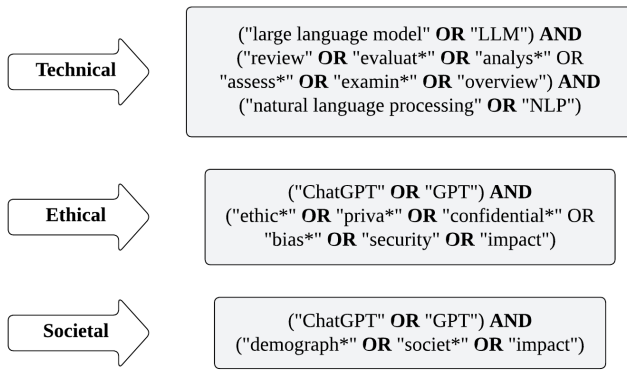 Technical
("large language model" OR "LLM") AND
("review" OR "evaluat*" OR "analys*" OR
"assess*" OR "examin*" OR "overview") AND
("natural language processing" OR "NLP")
Ethical
("ChatGPT" OR "GPT") AND
("ethic*" OR "priva*" OR "confidential*" OR
"bias*" OR "security" OR "impact")
Societal
("ChatGPT" OR "GPT") AND
("demograph*" OR "societ*" OR "impact")